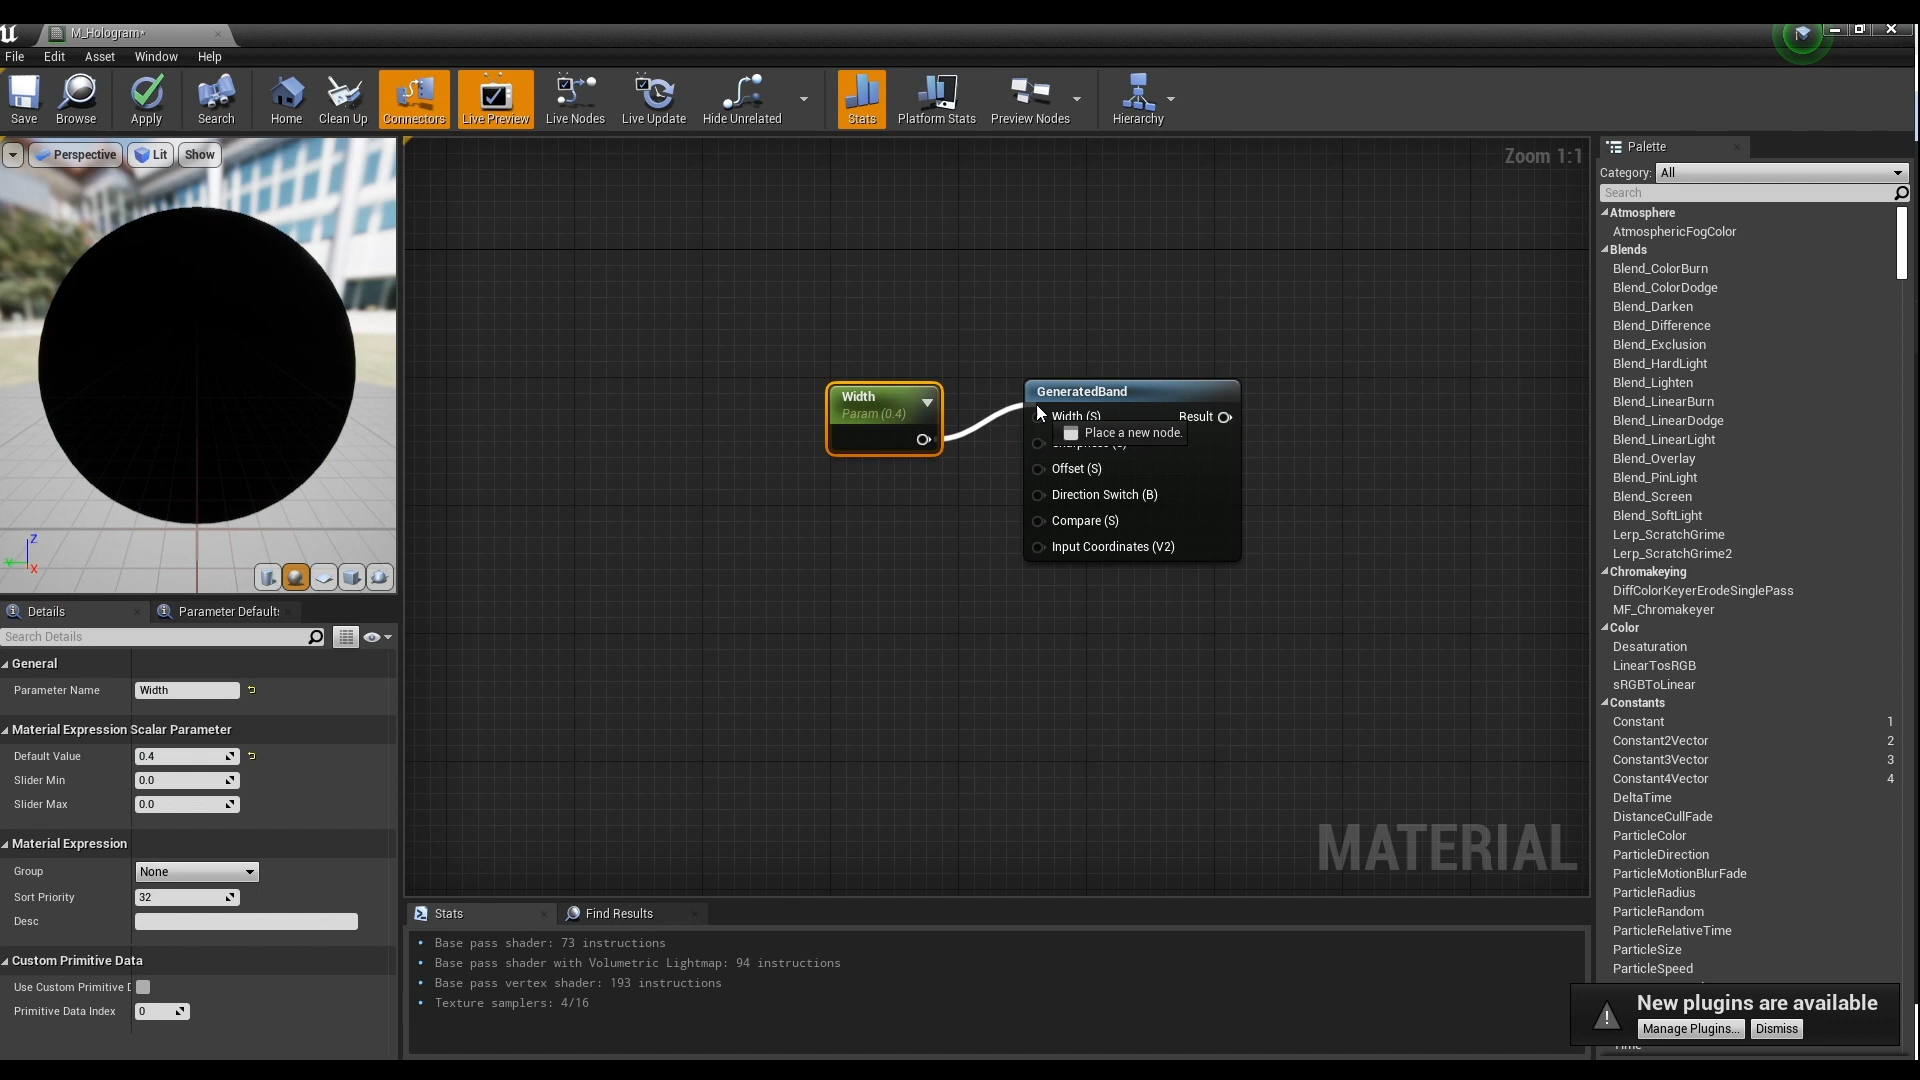 M_Hologram*
File Edit Asset Window Help
Save Browse Apply Search Home Clean Up Connectors Live Preview Live Nodes Live Update Hide Unrelated Stats Platform Stats Preview Nodes Hierarchy
Perspective Lit Show
Zoom 1:1
Palette
Category: All
Search
Atmosphere
AtmosphericFogColor
Blends
Blend_ColorBurn
Blend_ColorDodge
Blend_Darken
Blend_Difference
Blend_Exclusion
Blend_HardLight
Blend_Lighten
Blend_LinearBurn
Blend_LinearDodge
Blend_LinearLight
Blend_Overlay
Blend_PinLight
Blend_Screen
Blend_SoftLight
Lerp_ScratchGrime
Lerp_ScratchGrime2
Chromakeying
DiffColorKeyerErodeSinglePass
MF_Chromakeyer
Color
Desaturation
LinearTosRGB
sRGBToLinear
Constants
Constant 1
Constant2Vector 2
Constant3Vector 3
Constant4Vector 4
DeltaTime
DistanceCullFade
ParticleColor
ParticleDirection
ParticleMotionBlurFade
ParticleRadius
ParticleRandom
ParticleRelativeTime
ParticleSize
ParticleSpeed
Width
Param (0.4)
GeneratedBand
Width (S) Result
Place a new node.
Offset (S)
Direction Switch (B)
Compare (S)
Input Coordinates (V2)
MATERIAL
Z
Y
X
Details Parameter Default
Search Details
General
Parameter Name Width
Material Expression Scalar Parameter
Default Value 0.4
Slider Min 0.0
Slider Max 0.0
Material Expression
Group None
Sort Priority 32
Desc
Custom Primitive Data
Use Custom Primitive
Primitive Data Index 0
Stats Find Results
Base pass shader: 73 instructions
Base pass shader with Volumetric Lightmap: 94 instructions
Base pass vertex shader: 193 instructions
Texture samplers: 4/16
New plugins are available
Manage Plugins... Dismiss